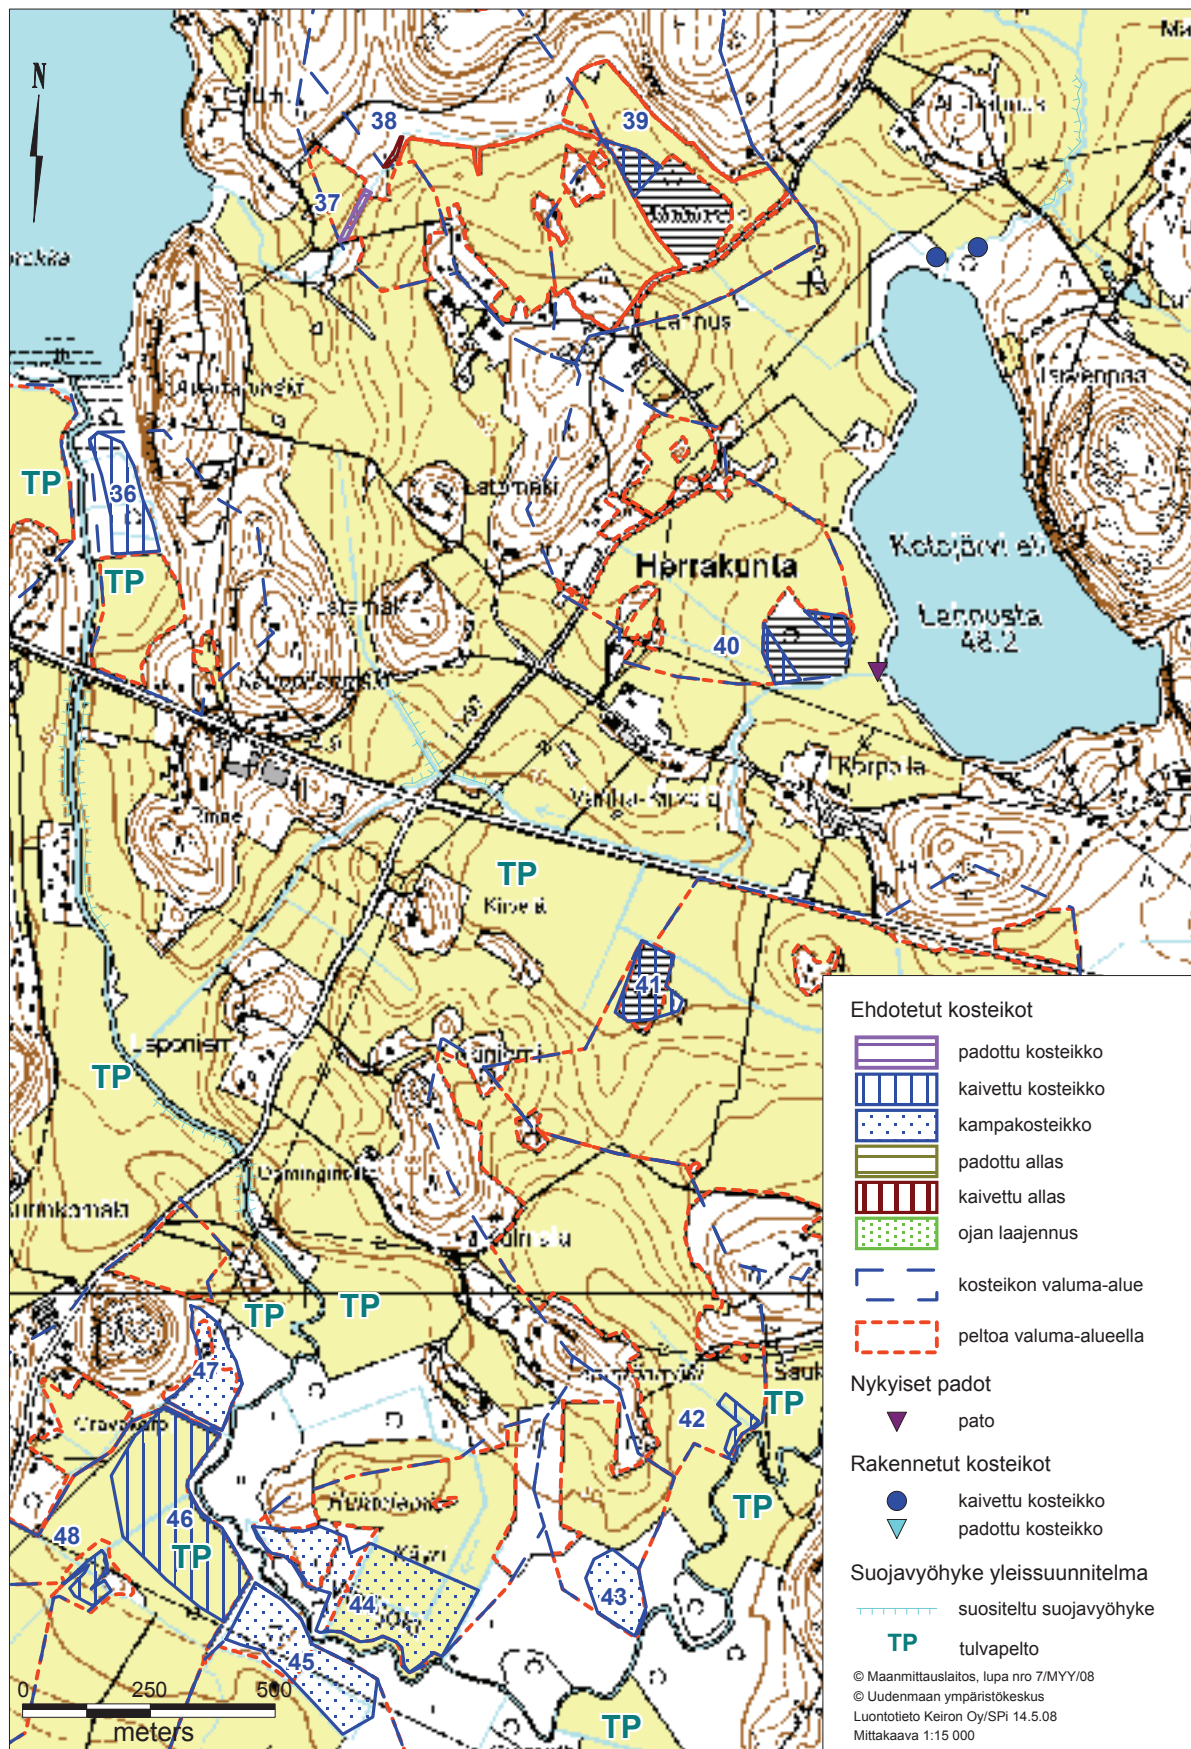 N
38
39
37
Lahnus
36
TP
TP
Herrakunta
Kotojärvi eli
Lahnusta
48.2
40
Korpela
TP
41
TP
TP
TP
47
42
TP
46
TP
48
TP
44
43
45
TP
0 250 500
meters
Ehdotetut kosteikot
padottu kosteikko
kaivettu kosteikko
kampakosteikko
padottu allas
kaivettu allas
ojan laajennus
kosteikon valuma-alue
peltoa valuma-alueella
Nykyiset padot
pato
Rakennetut kosteikot
kaivettu kosteikko
padottu kosteikko
Suojavyöhyke yleissuunnitelma
suositeltu suojavyöhyke
TP tulvapelto
© Maanmittauslaitos, lupa nro 7/MYY/08
© Uudenmaan ympäristökeskus
Luontotieto Keiron Oy/SPi 14.5.08
Mittakaava 1:15 000